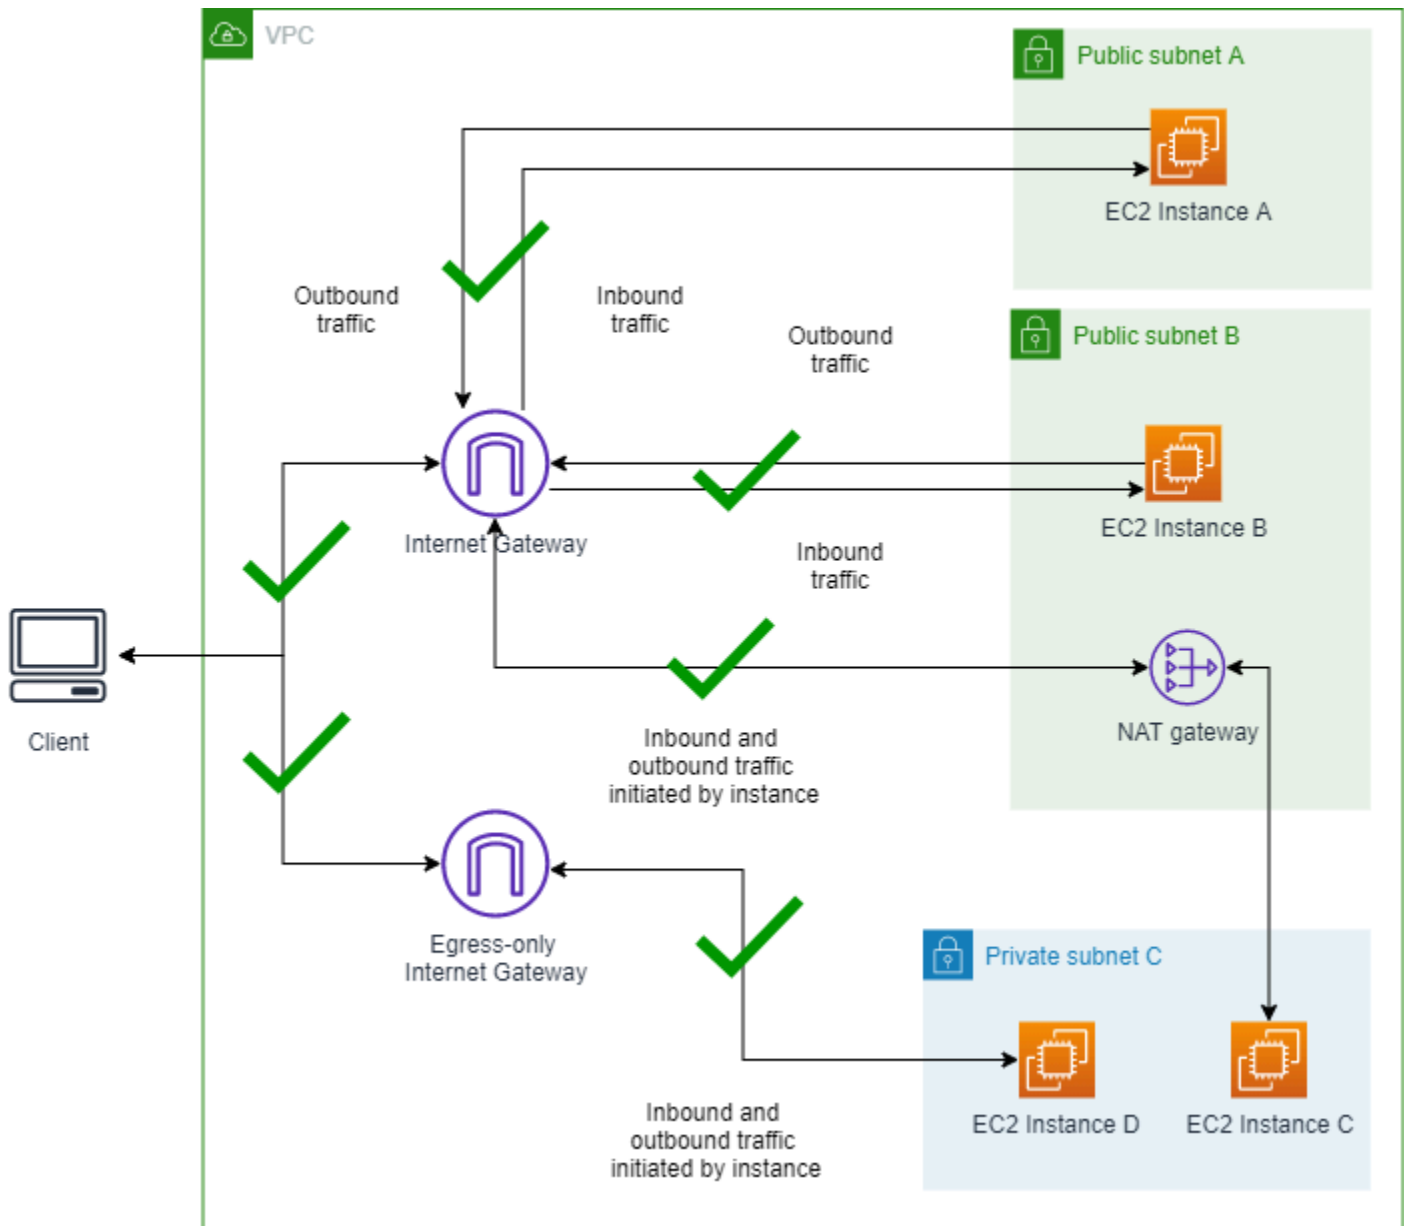 VPC
Public subnet A
EC2 Instance A
Outbound
traffic
Inbound
traffic
Public subnet B
Outbound
traffic
EC2 Instance B
Internet Gateway
Inbound
traffic
Client
NAT gateway
Inbound and
outbound traffic
initiated by instance
Egress-only
Internet Gateway
Private subnet C
EC2 Instance D
EC2 Instance C
Inbound and
outbound traffic
initiated by instance